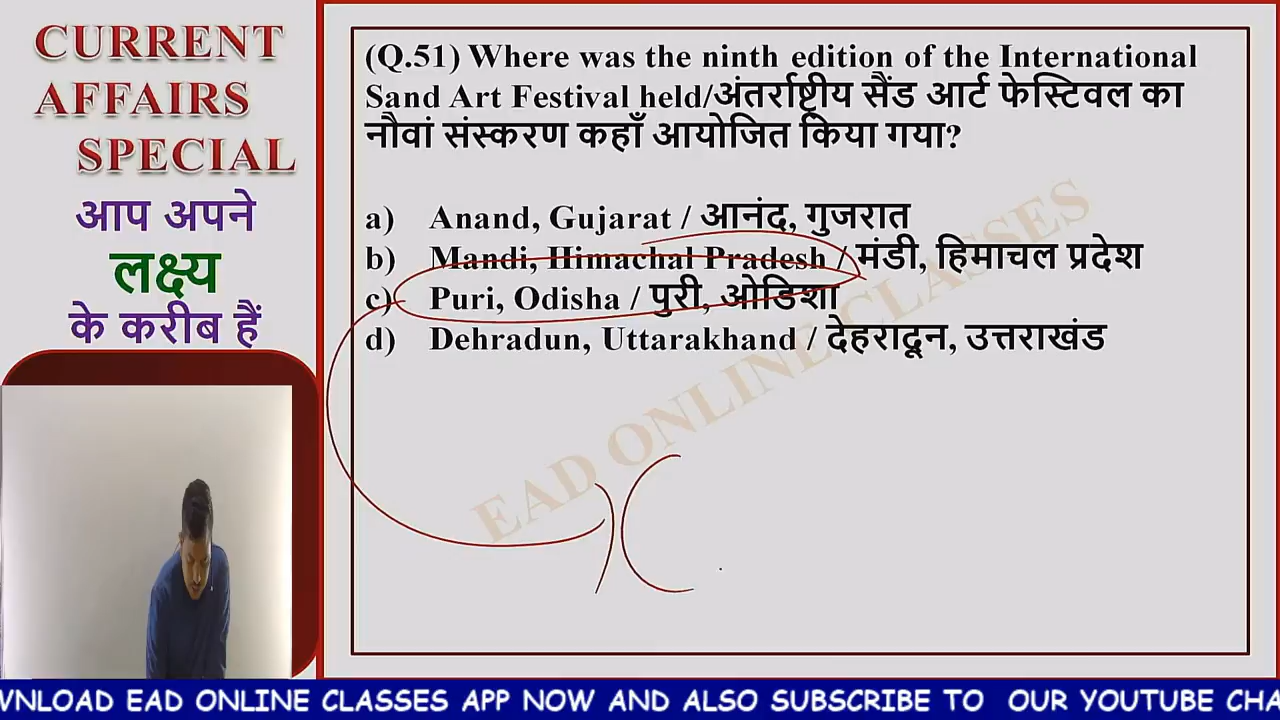 CURRENT
AFFAIRS
SPECIAL
आप अपने
लक्ष्य
के करीब हैं
(Q.51) Where was the ninth edition of the International
Sand Art Festival held/अंतर्राष्ट्रीय सैंड आर्ट फेस्टिवल का
नौवां संस्करण कहाँ आयोजित किया गया?
a) Anand, Gujarat / आनंद, गुजरात
b) Mandi, Himachal Pradesh / मंडी, हिमाचल प्रदेश
c) Puri, Odisha / पुरी, ओडिशा
d) Dehradun, Uttarakhand / देहरादून, उत्तराखंड
EAD ONLINE CLASSES
WNLOAD EAD ONLINE CLASSES APP NOW AND ALSO SUBSCRIBE TO OUR YOUTUBE CHA